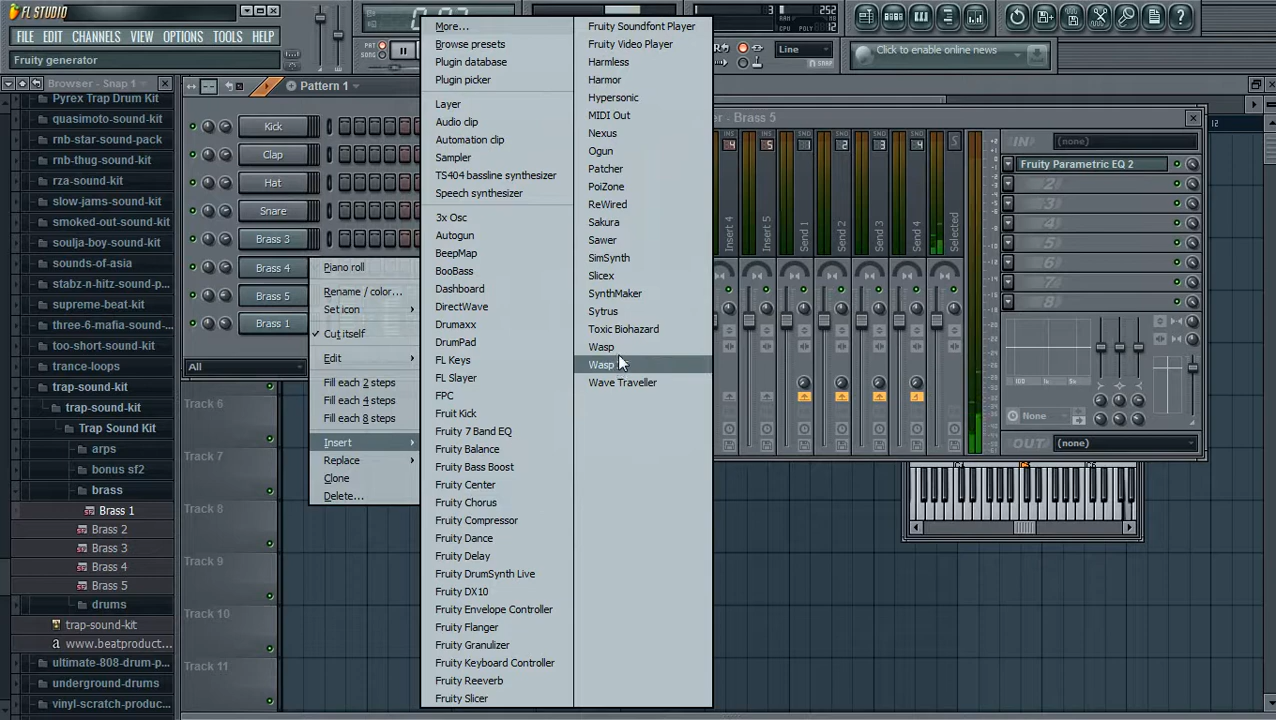 FL STUDIO
FILE EDIT CHANNELS VIEW OPTIONS TOOLS HELP
Fruity generator
PAT
SONG
3
252
Line
SNAP
Click to enable online news
Browser - Snap 1
Pyrex Trap Drum Kit
quasimoto-sound-kit
rnb-star-sound-pack
rnb-thug-sound-kit
rza-sound-kit
slow-jams-sound-kit
smoked-out-sound-kit
soulja-boy-sound-kit
sounds-of-asia
stabz-n-hitz-sound-p
supreme-beat-kit
three-6-mafia-sound-k
too-short-sound-kit
trance-loops
trap-sound-kit
trap-sound-kit
Trap Sound Kit
arps
bonus sf2
brass
Brass 1
Brass 2
Brass 3
Brass 4
Brass 5
drums
trap-sound-kit
www.beatproduct...
ultimate-808-drum-p
underground-drums
vinyl-scratch-produc
Pattern 1
Kick
Clap
Hat
Snare
Brass 3
Brass 4
Brass 5
Brass 1
All
Track 6
Track 7
Track 8
Track 9
Track 10
Track 11
Piano roll
Rename / color...
Set icon
Cut itself
Edit
Fill each 2 steps
Fill each 4 steps
Fill each 8 steps
Insert
Replace
Clone
Delete...
More...
Browse presets
Plugin database
Plugin picker
Layer
Audio clip
Automation clip
Sampler
TS404 bassline synthesizer
Speech synthesizer
3x Osc
Autogun
BeepMap
BooBass
Dashboard
DirectWave
Drumaxx
DrumPad
FL Keys
FL Slayer
FPC
Fruit Kick
Fruity 7 Band EQ
Fruity Balance
Fruity Bass Boost
Fruity Center
Fruity Chorus
Fruity Compressor
Fruity Dance
Fruity Delay
Fruity DrumSynth Live
Fruity DX10
Fruity Envelope Controller
Fruity Flanger
Fruity Granulizer
Fruity Keyboard Controller
Fruity Reeverb
Fruity Slicer
Fruity Soundfont Player
Fruity Video Player
Harmless
Harmor
Hypersonic
MIDI Out
Nexus
Ogun
Patcher
PoiZone
ReWired
Sakura
Sawer
SimSynth
Slicex
SynthMaker
Sytrus
Toxic Biohazard
Wasp
Wasp
Wave Traveller
er - Brass 5
12
Insert 4
Insert 5
Send 1
Send 2
Send 3
Send 4
Selected
IN
(none)
Fruity Parametric EQ 2
2
3
4
5
6
7
8
None
OUT
(none)